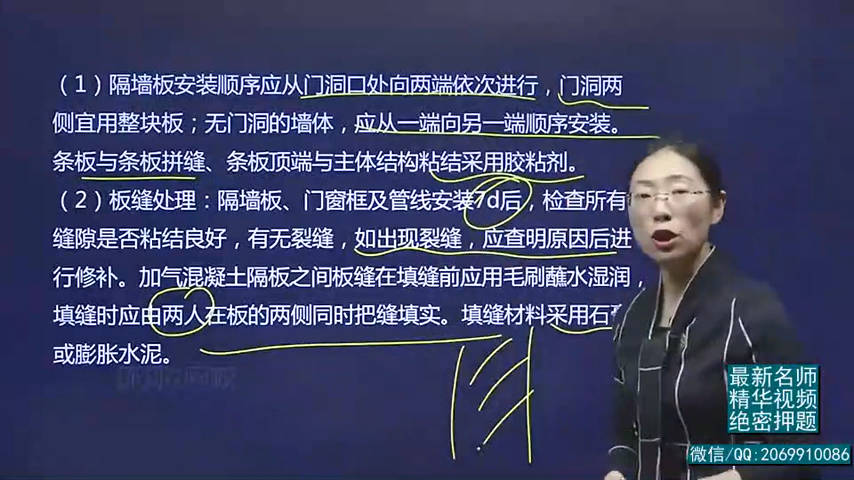 （1）隔墙板安装顺序应从门洞口处向两端依次进行，门洞两
侧宜用整块板；无门洞的墙体，应从一端向另一端顺序安装。
条板与条板拼缝、条板顶端与主体结构粘结采用胶粘剂。
（2）板缝处理：隔墙板、门窗框及管线安装7d后，检查所有
缝隙是否粘结良好，有无裂缝，如出现裂缝，应查明原因后进
行修补。加气混凝土隔板之间板缝在填缝前应用毛刷蘸水湿润，
填缝时应由两人在板的两侧同时把缝填实。填缝材料采用石
或膨胀水泥。
最新名师
精华视频
绝密押题
微信/QQ:2069910086